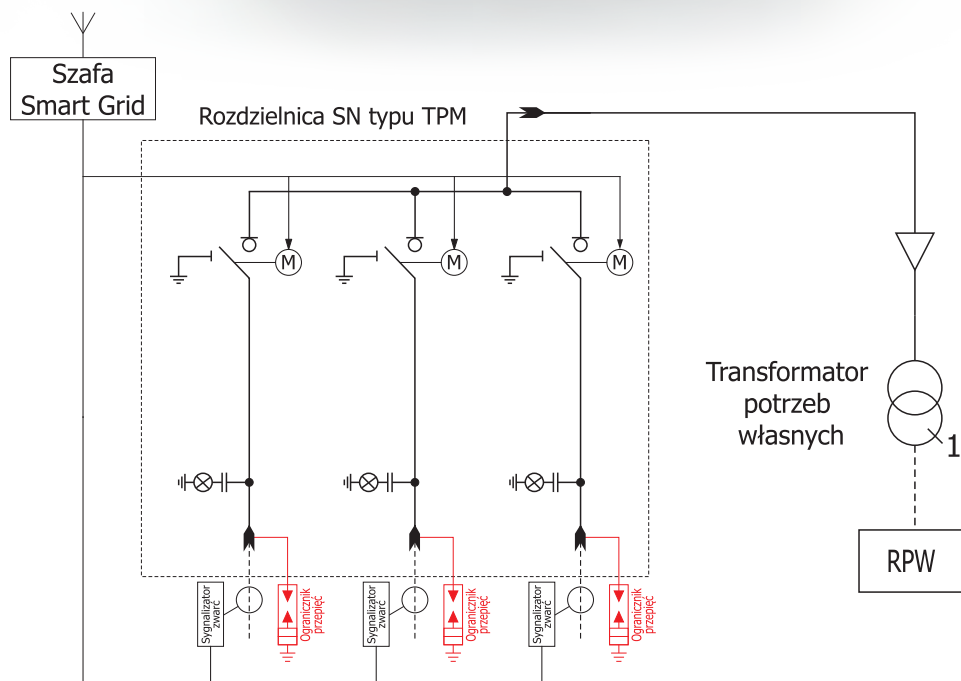 Szafa
Smart Grid
Rozdzielnica SN typu TPM
M
M
M
Transformator
potrzeb
własnych
1
RPW
Sygnalizator
zwarć
Ogranicznik
przepięć
Sygnalizator
zwarć
Ogranicznik
przepięć
Sygnalizator
zwarć
Ogranicznik
przepięć